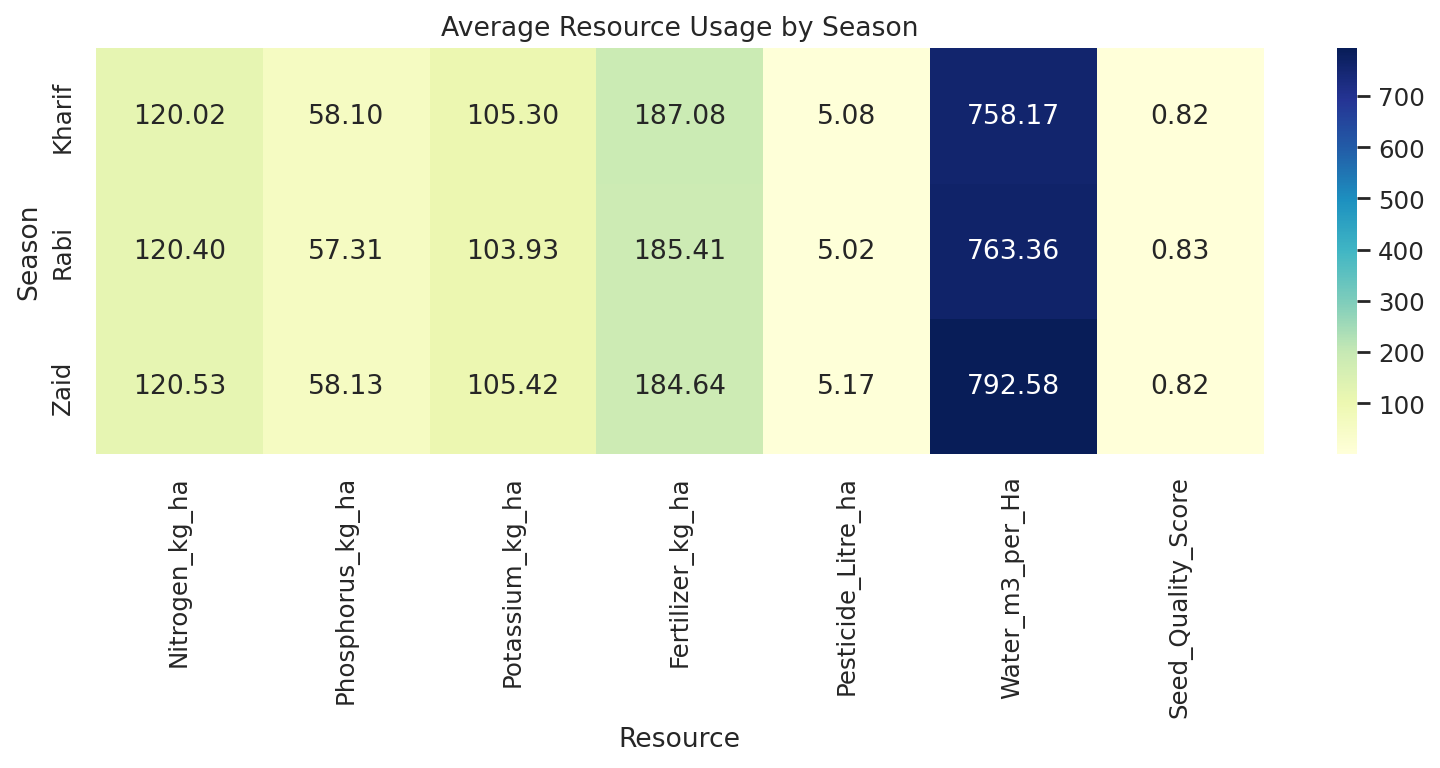 Average Resource Usage by Season
Season
Kharif 120.02 58.10 105.30 187.08 5.08 758.17 0.82
Rabi 120.40 57.31 103.93 185.41 5.02 763.36 0.83
Zaid 120.53 58.13 105.42 184.64 5.17 792.58 0.82
Nitrogen_kg_ha
Phosphorus_kg_ha
Potassium_kg_ha
Fertilizer_kg_ha
Pesticide_Litre_ha
Water_m3_per_Ha
Seed_Quality_Score
Resource
700
600
500
400
300
200
100